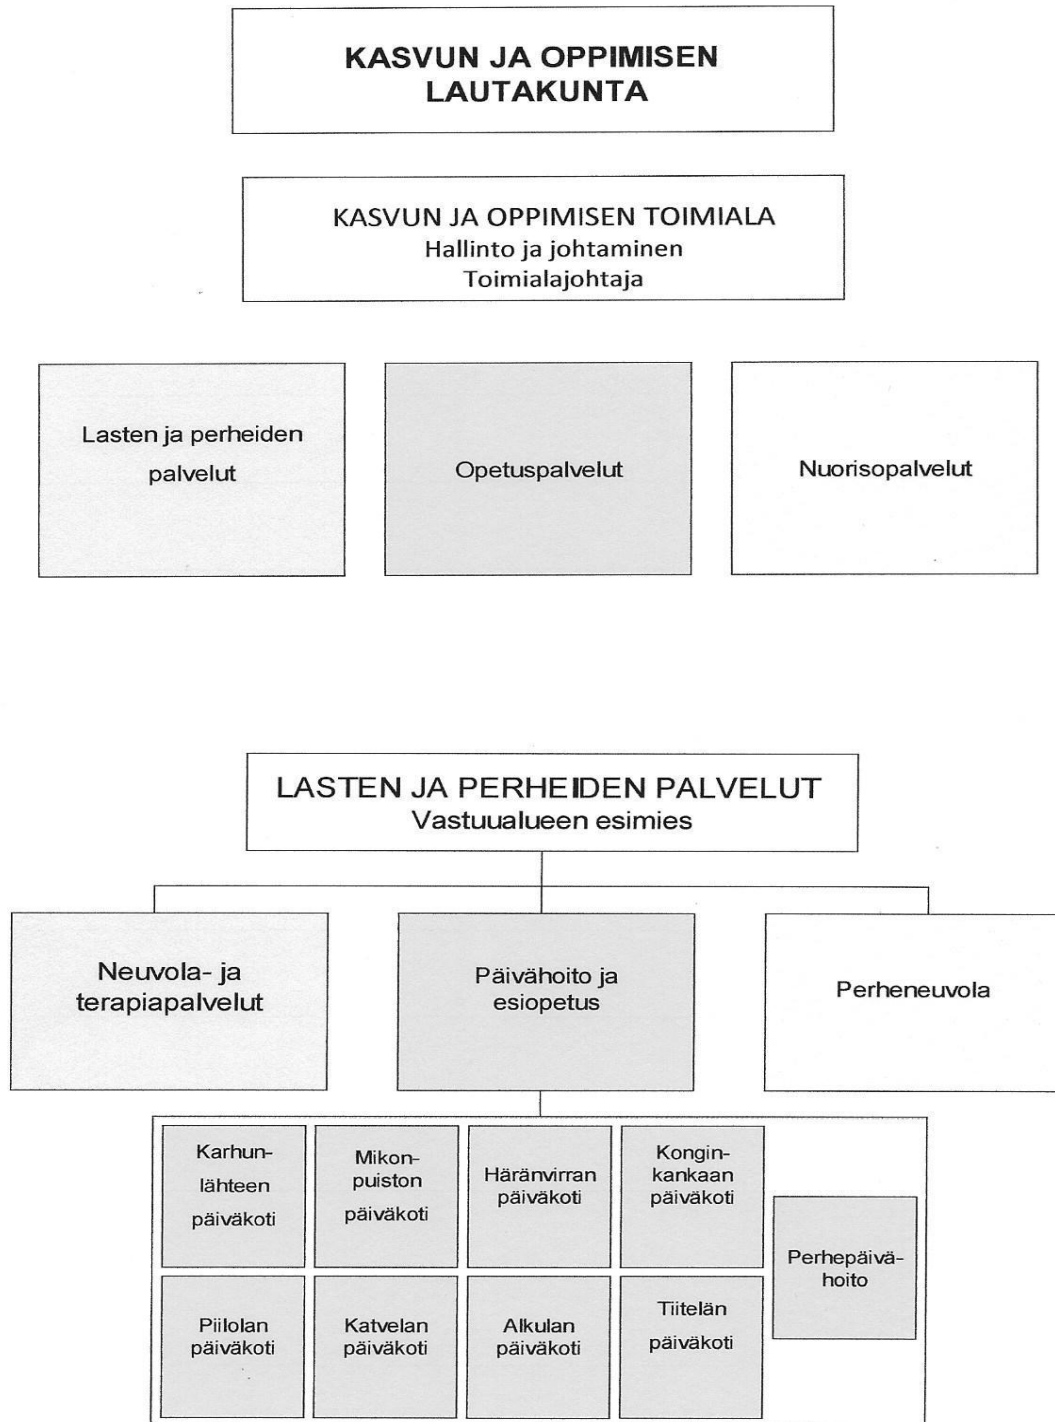 KASVUN JA OPPIMISEN
LAUTAKUNTA
KASVUN JA OPPIMISEN TOIMIALA
Hallinto ja johtaminen
Toimialajohtaja
Lasten ja perheiden
palvelut
Opetuspalvelut
Nuorisopalvelut
LASTEN JA PERHEIDEN PALVELUT
Vastuualueen esimies
Neuvola- ja
terapiapalvelut
Päivähoito ja
esiopetus
Perheneuvola
Karhun-
lähteen
päiväkoti
Mikon-
puiston
päiväkoti
Häränvirran
päiväkoti
Kongin-
kankaan
päiväkoti
Perhepäivä-
hoito
Piilolan
päiväkoti
Katvelan
päiväkoti
Alkulan
päiväkoti
Tiitelän
päiväkoti